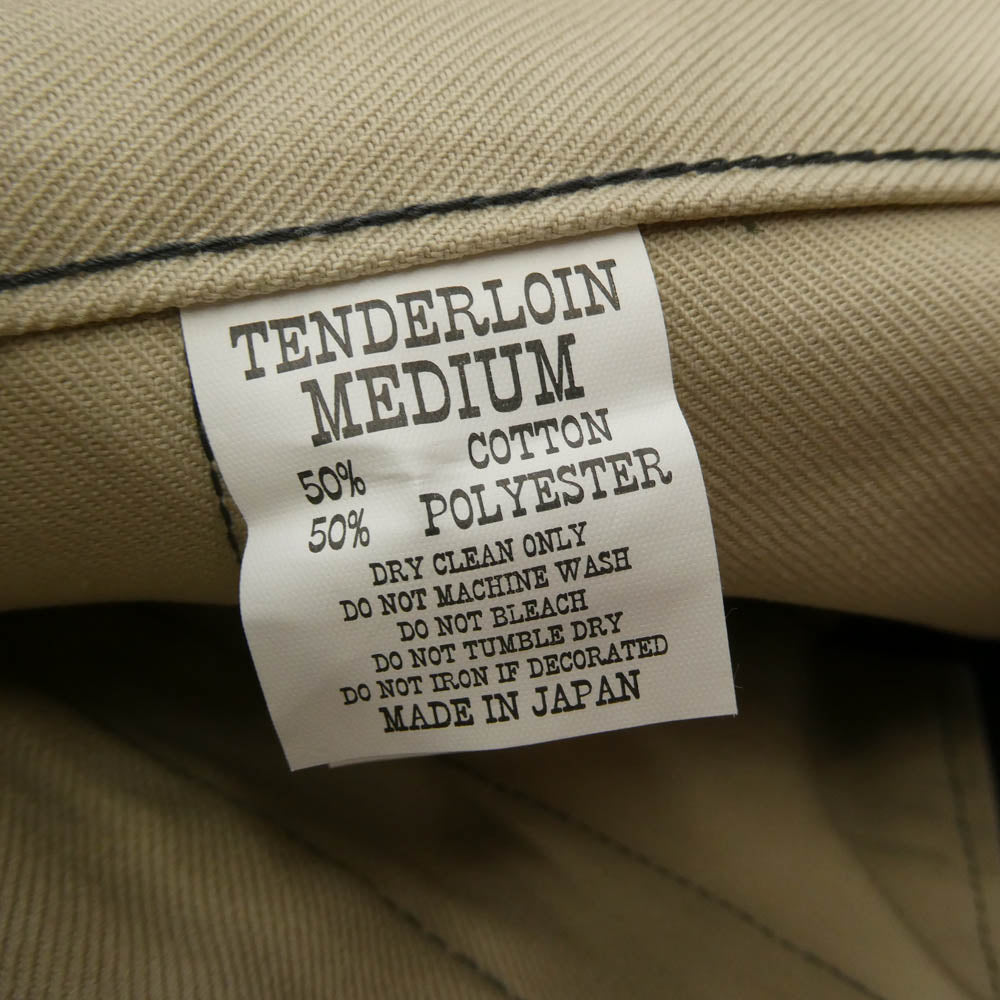 TENDERLOIN
MEDIUM
50% COTTON
50% POLYESTER
DRY CLEAN ONLY
DO NOT MACHINE WASH
DO NOT BLEACH
DO NOT TUMBLE DRY
DO NOT IRON IF DECORATED
MADE IN JAPAN